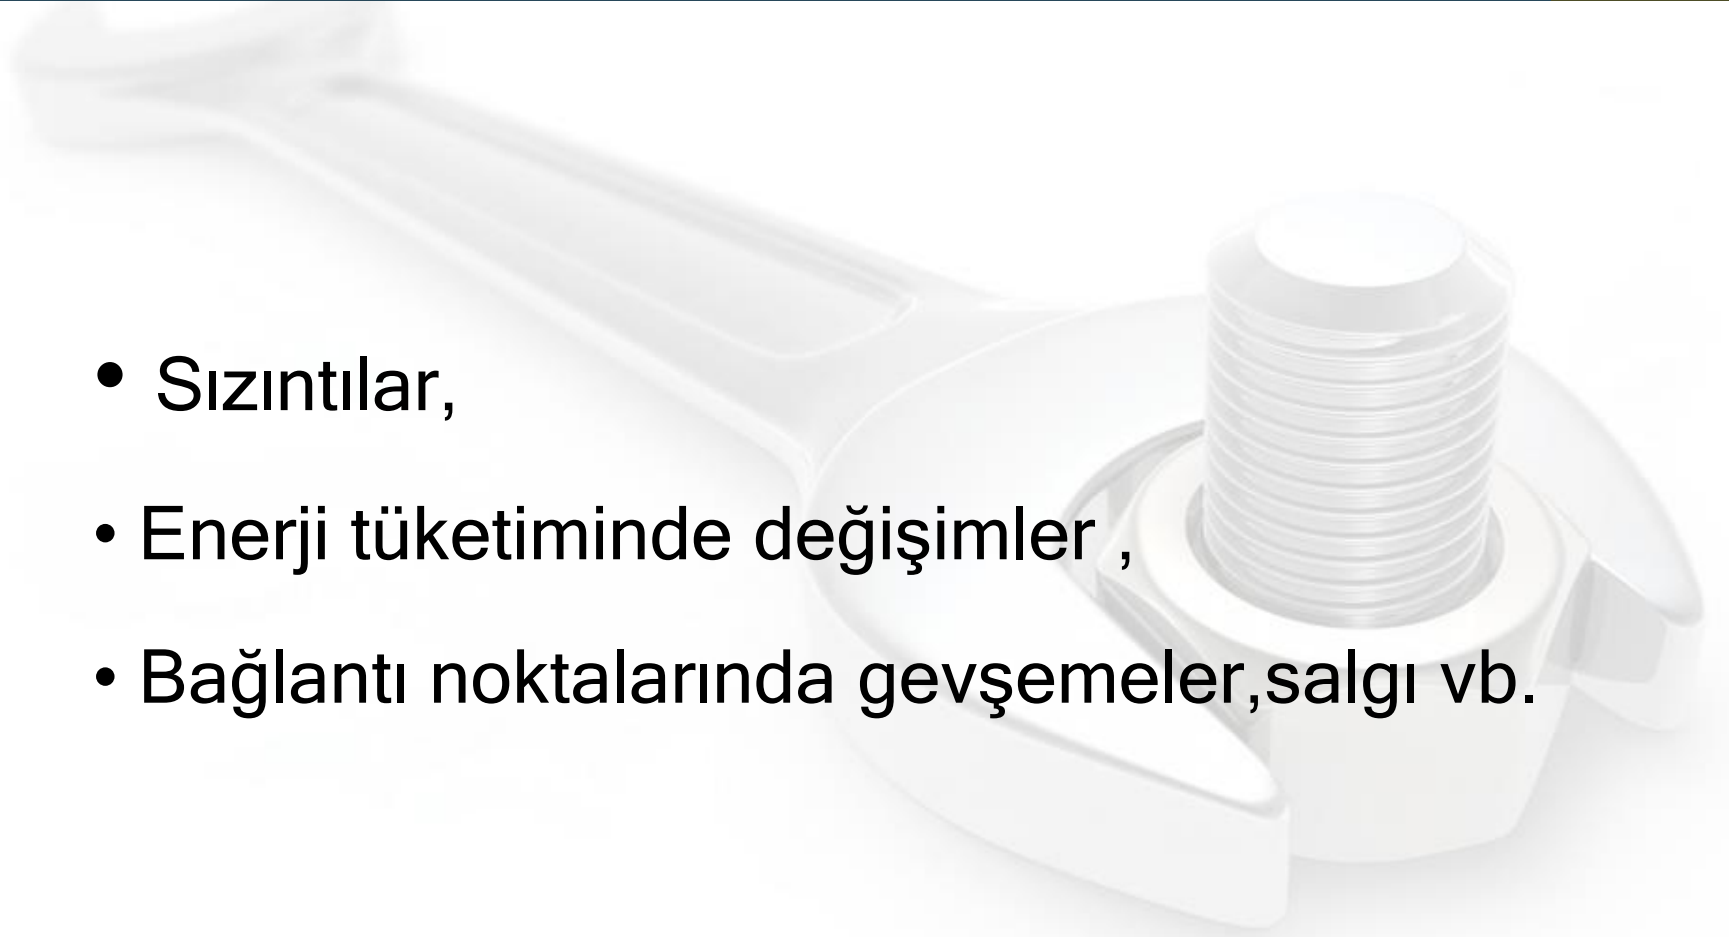 • Sızıntılar,
• Enerji tüketiminde değişimler ,
• Bağlantı noktalarında gevşemeler,salgı vb.